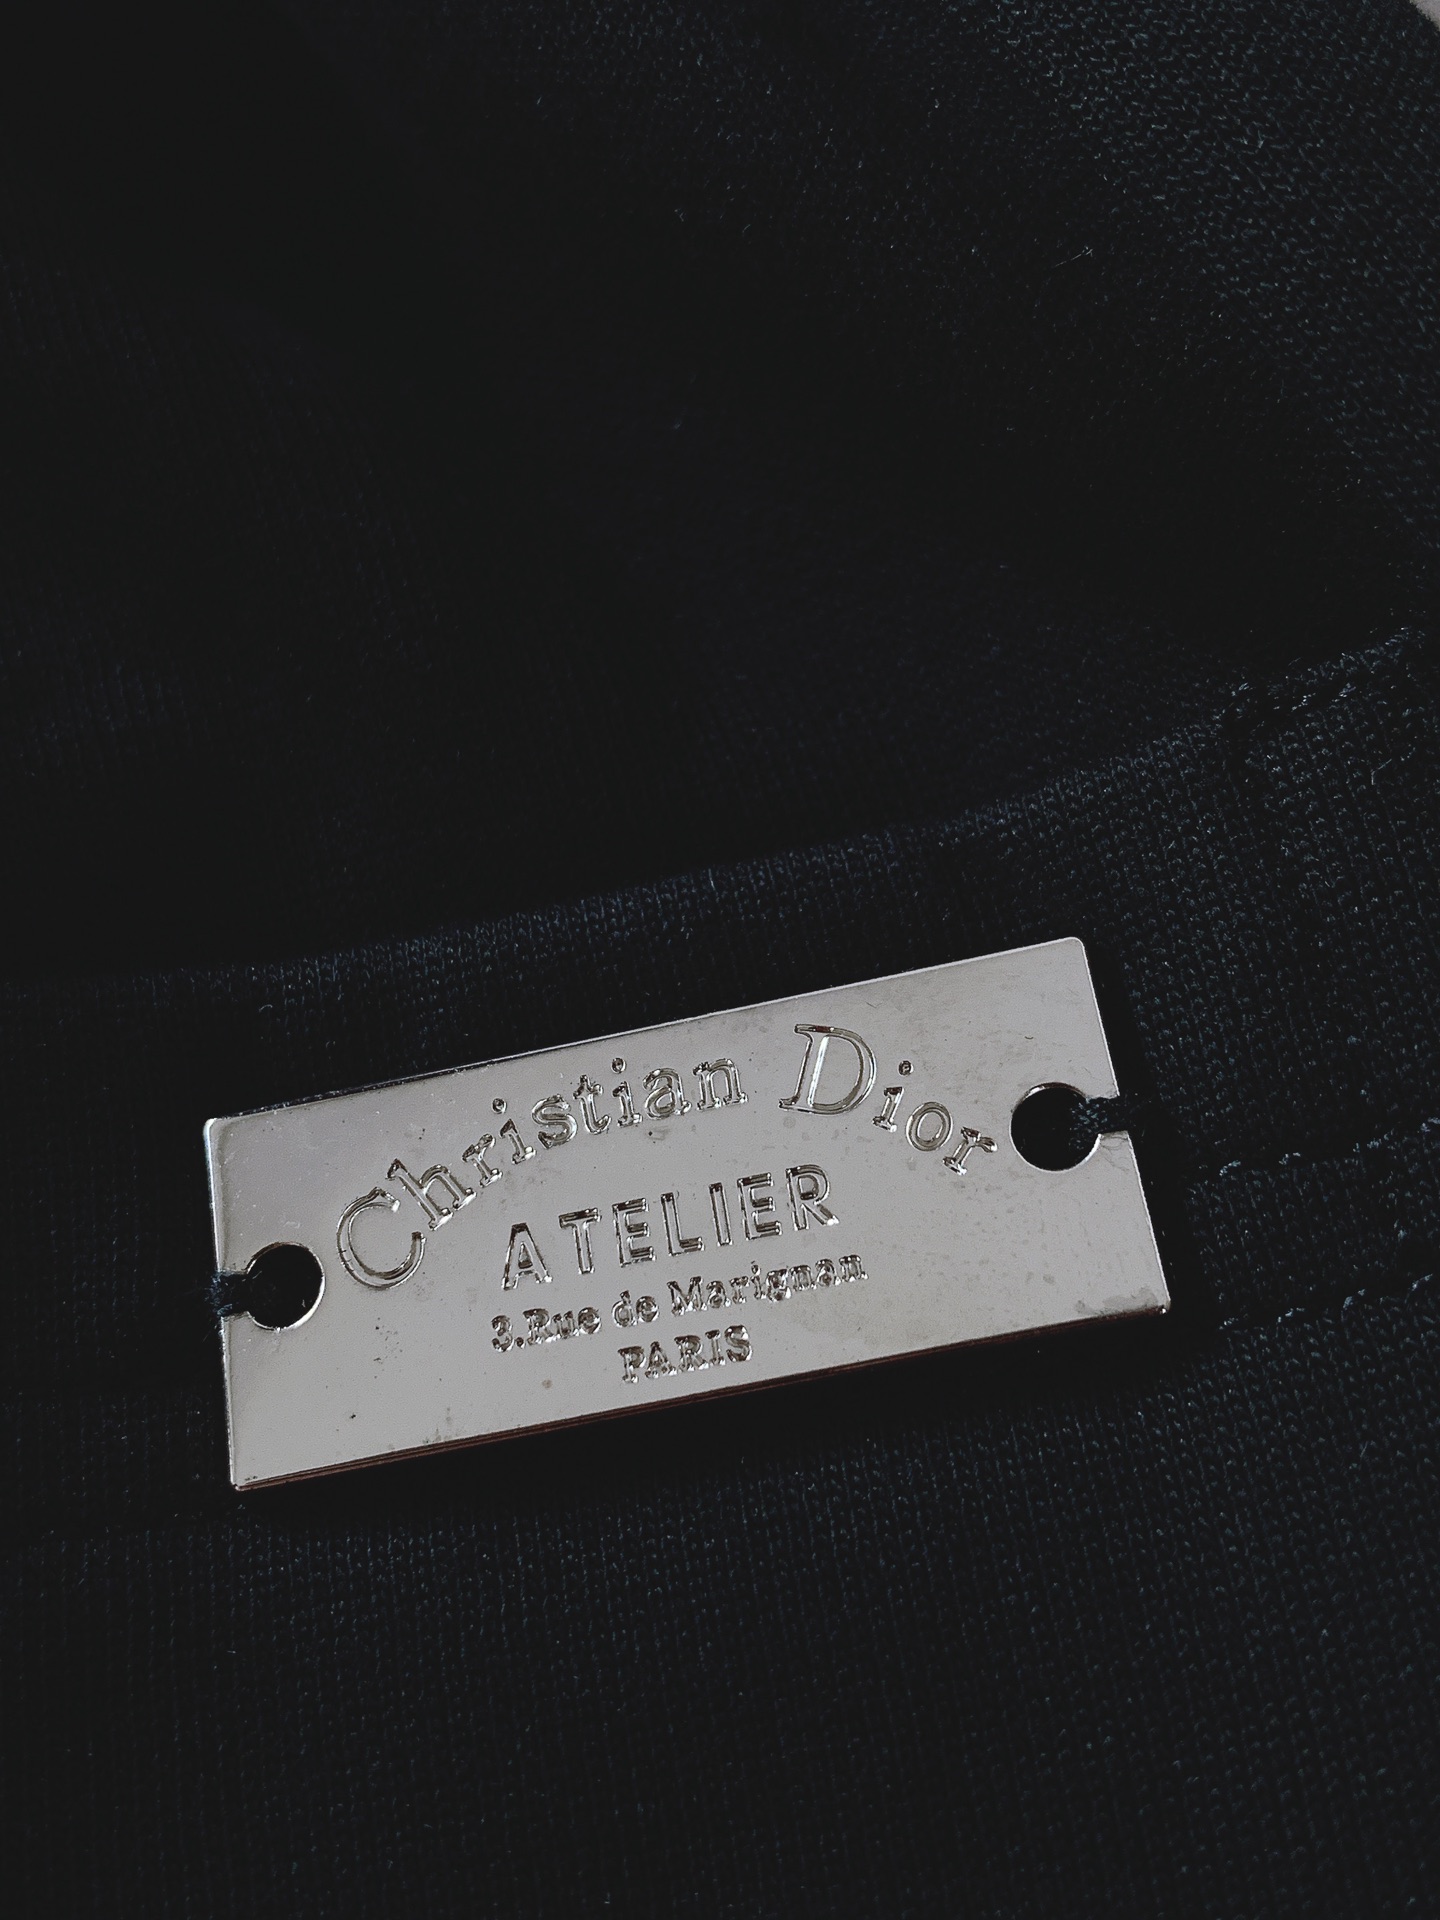 Christian Dior
ATELIER
3.Rue de Marignan
PARIS